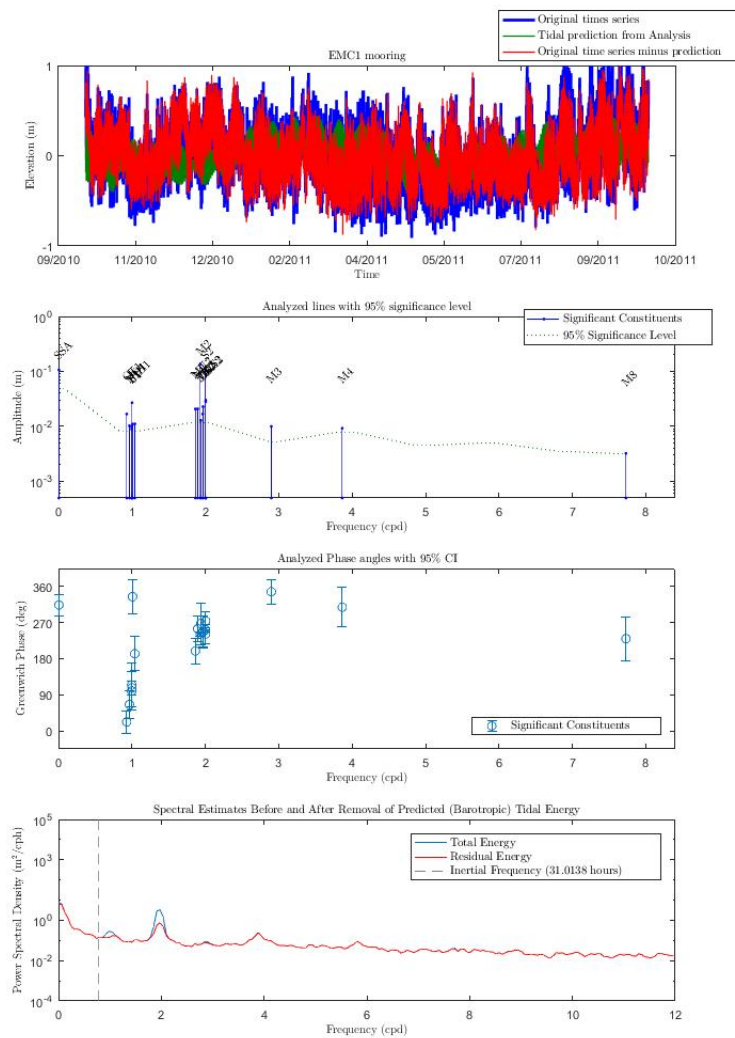 Original times series
Tidal prediction from Analysis
Original time series minus prediction
EMC1 mooring
1
0
-1
Elevation (m)
09/2010 11/2010 12/2010 02/2011 04/2011 05/2011 07/2011 09/2011 10/2011
Time
Analyzed lines with 95% significance level
Significant Constituents
95% Significance Level
10^0
10^-1
10^-2
10^-3
Amplitude (m)
SSA
M2
M3
M4
M8
0 1 2 3 4 5 6 7 8
Frequency (cpd)
Analyzed Phase angles with 95% CI
360
270
180
90
0
Greenwich Phase (deg)
Significant Constituents
0 1 2 3 4 5 6 7 8
Frequency (cpd)
Spectral Estimates Before and After Removal of Predicted (Barotropic) Tidal Energy
Total Energy
Residual Energy
Inertial Frequency (31.0138 hours)
10^5
10^3
10^0
10^-2
10^-4
Power Spectral Density (m²/cph)
0 2 4 6 8 10 12
Frequency (cpd)